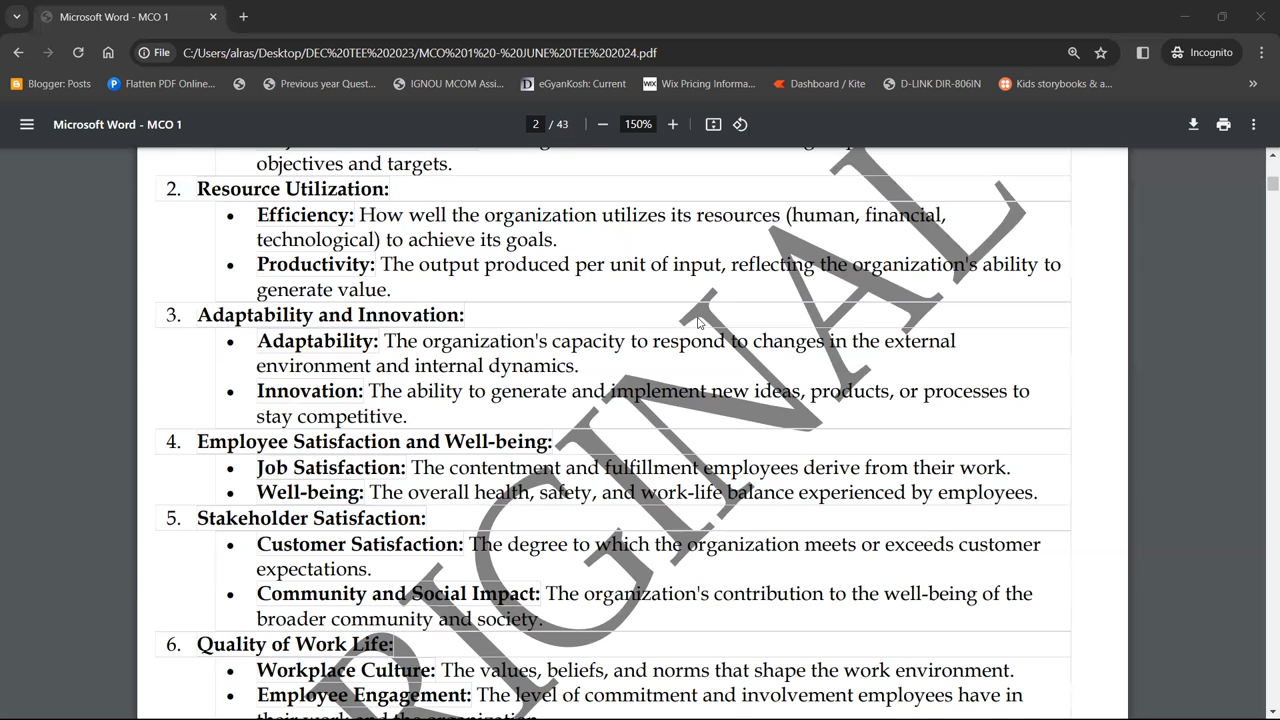 Microsoft Word - MCO 1
File
C:/Users/alras/Desktop/DEC%20TEE%202023/MCO%201%20-%20JUNE%20TEE%202024.pdf
Incognito
Blogger: Posts
Flatten PDF Online...
Previous year Quest...
IGNOU MCOM Assi...
eGyanKosh: Current
WIX Wix Pricing Informa...
Dashboard / Kite
D-LINK DIR-806IN
Kids storybooks & a...
Microsoft Word - MCO 1
2 / 43
150%
objectives and targets.
2. Resource Utilization:
• Efficiency: How well the organization utilizes its resources (human, financial,
technological) to achieve its goals.
• Productivity: The output produced per unit of input, reflecting the organization's ability to
generate value.
3. Adaptability and Innovation:
• Adaptability: The organization's capacity to respond to changes in the external
environment and internal dynamics.
• Innovation: The ability to generate and implement new ideas, products, or processes to
stay competitive.
4. Employee Satisfaction and Well-being:
• Job Satisfaction: The contentment and fulfillment employees derive from their work.
• Well-being: The overall health, safety, and work-life balance experienced by employees.
5. Stakeholder Satisfaction:
• Customer Satisfaction: The degree to which the organization meets or exceeds customer
expectations.
• Community and Social Impact: The organization's contribution to the well-being of the
broader community and society.
6. Quality of Work Life:
• Workplace Culture: The values, beliefs, and norms that shape the work environment.
• Employee Engagement: The level of commitment and involvement employees have in
their work and the organization.
RIGINAL